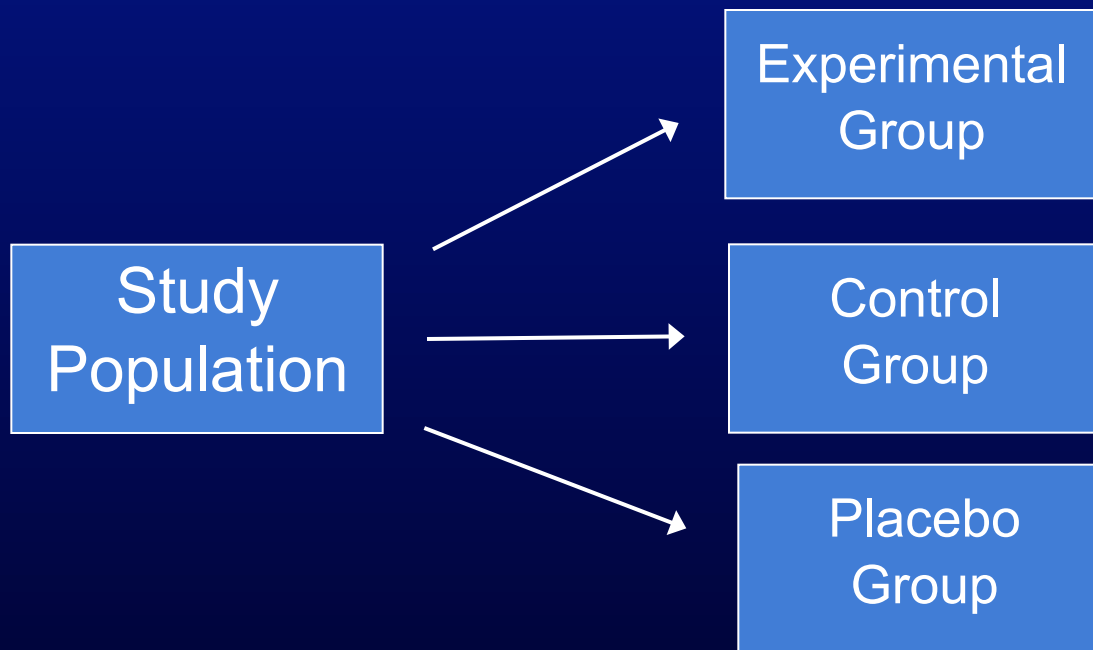 Study
Population
Experimental
Group
Control
Group
Placebo
Group